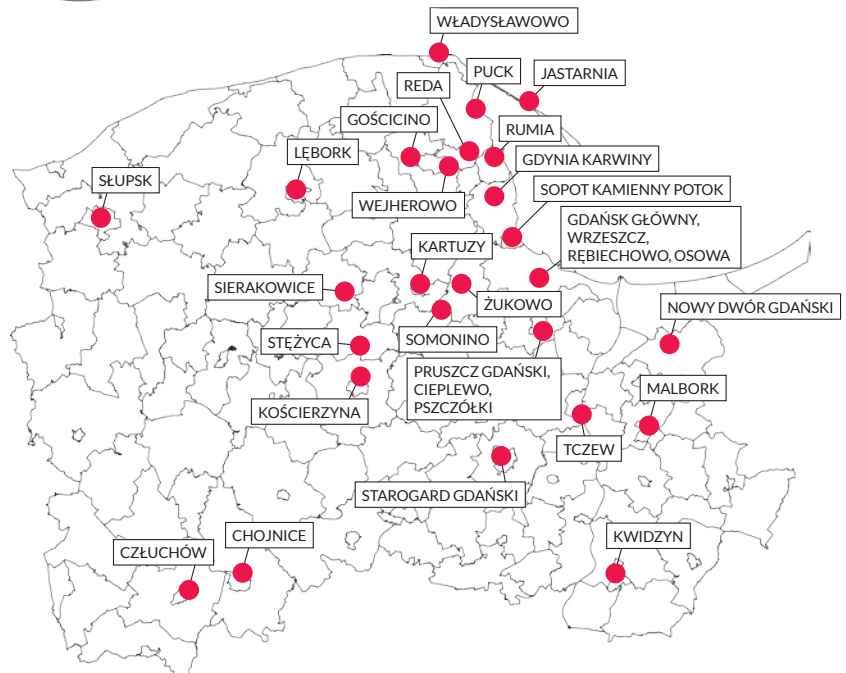 WŁADYSŁAWOWO
PUCK
JASTARNIA
REDA
GOŚCICINO
RUMIA
LĘBORK
GDYNIA KARWINY
SŁUPSK
WEJHEROWO
SOPOT KAMIENNY POTOK
GDAŃSK GŁÓWNY,
WRZESZCZ,
RĘBIECHOWO, OSOWA
KARTUZY
SIERAKOWICE
ŻUKOWO
NOWY DWÓR GDAŃSKI
SOMONINO
STĘŻYCA
PRUSZCZ GDAŃSKI,
CIEPLEWO,
PSZCZÓŁKI
MALBORK
KOŚCIERZYNA
TCZEW
STAROGARD GDAŃSKI
CHOJNICE
KWIDZYN
CZŁUCHÓW